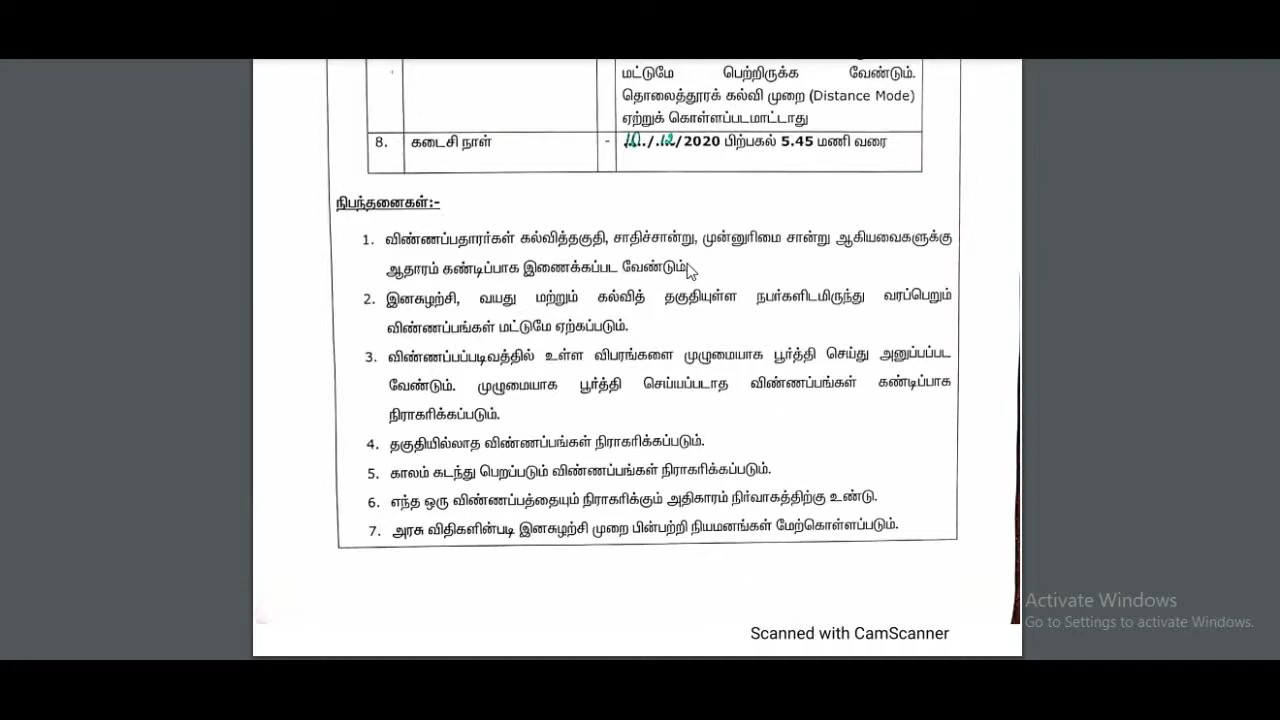 மட்டுமே பெற்றிருக்க வேண்டும்.
தொலைத்தூரக் கல்வி முறை (Distance Mode)
ஏற்றுக் கொள்ளப்படமாட்டாது
8. கடைசி நாள் - 10./.12/2020 பிற்பகல் 5.45 மணி வரை
நிபந்தனைகள்:-
1. விண்ணப்பதாரர்கள் கல்வித்தகுதி, சாதிச்சான்று, முன்னுரிமை சான்று ஆகியவைகளுக்கு
ஆதாரம் கண்டிப்பாக இணைக்கப்பட வேண்டும்
2. இனசுழற்சி, வயது மற்றும் கல்வித் தகுதியுள்ள நபர்களிடமிருந்து வரப்பெறும்
விண்ணப்பங்கள் மட்டுமே ஏற்கப்படும்.
3. விண்ணப்பப்படிவத்தில் உள்ள விபரங்களை முழுமையாக பூர்த்தி செய்து அனுப்பப்பட
வேண்டும். முழுமையாக பூர்த்தி செய்யப்படாத விண்ணப்பங்கள் கண்டிப்பாக
நிராகரிக்கப்படும்.
4. தகுதியில்லாத விண்ணப்பங்கள் நிராகரிக்கப்படும்.
5. காலம் கடந்து பெறப்படும் விண்ணப்பங்கள் நிராகரிக்கப்படும்.
6. எந்த ஒரு விண்ணப்பத்தையும் நிராகரிக்கும் அதிகாரம் நிர்வாகத்திற்கு உண்டு.
7. அரசு விதிகளின்படி இனசுழற்சி முறை பின்பற்றி நியமனங்கள் மேற்கொள்ளப்படும்.
Activate Windows
Go to Settings to activate Windows.
Scanned with CamScanner